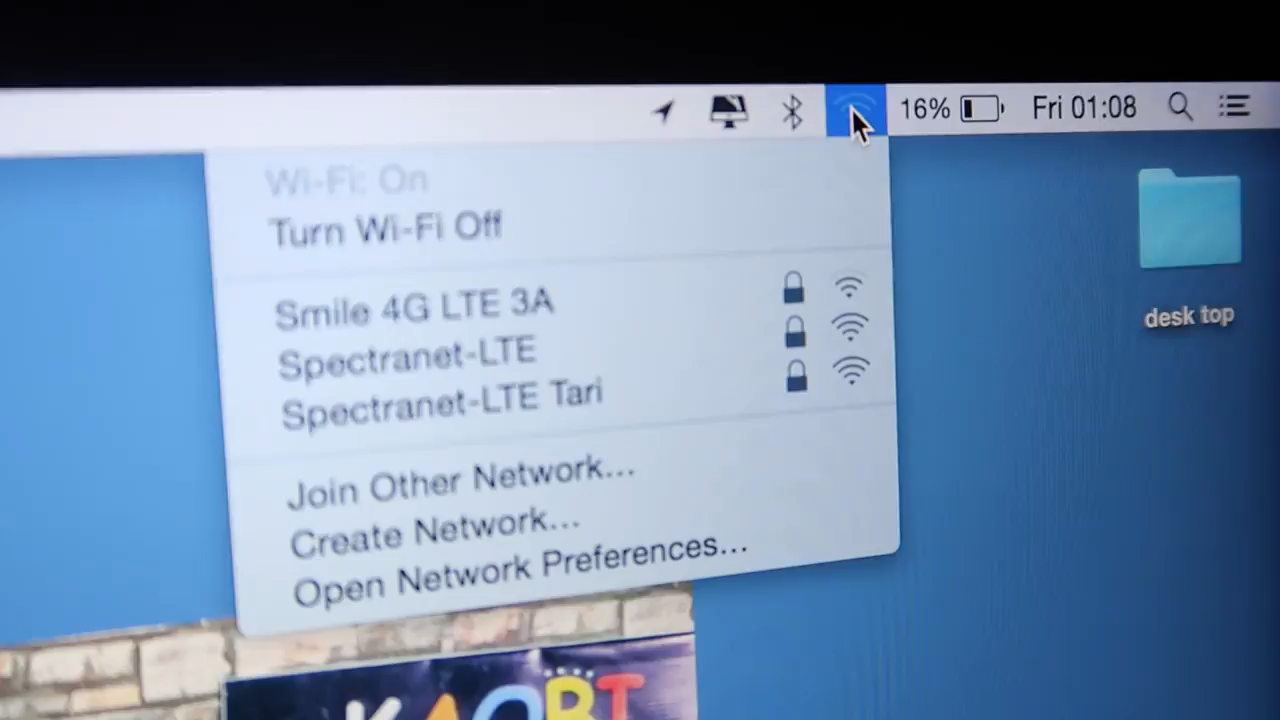 16% Fri 01:08
Wi-Fi: On
Turn Wi-Fi Off
Smile 4G LTE 3A
Spectranet-LTE
Spectranet-LTE Tari
Join Other Network...
Create Network...
Open Network Preferences...
desk top